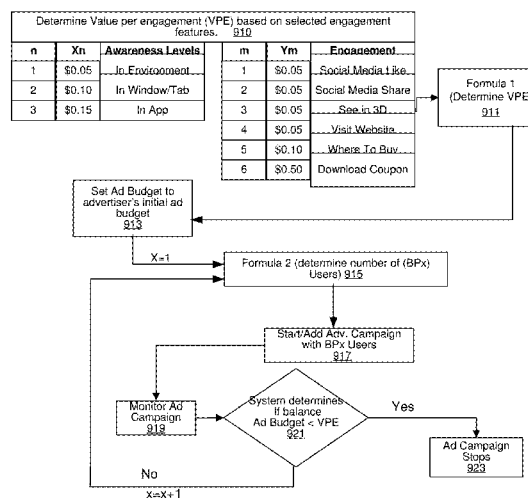 Determine Value per engagement (VPE) based on selected engagement
features. 910
n Xn Awareness Levels
1 $0.05 In Environment
2 $0.10 In Window/Tab
3 $0.15 In App
m Ym Engagement
1 $0.05 Social Media Like
2 $0.05 Social Media Share
3 $0.05 See in 3D
4 $0.05 Visit Website
5 $0.10 Where To Buy
6 $0.50 Download Coupon
Formula 1
(Determine VPE
911
Set Ad Budget to
advertiser's initial ad
budget
913
X=1
Formula 2 (determine number of (BPx)
Users) 915
Start/Add Adv. Campaign
with BPx Users
917
Monitor Ad
Campaign
919
System determines
If balance
Ad Budget < VPE
921
Yes
Ad Campaign
Stops
923
No
x=x+1